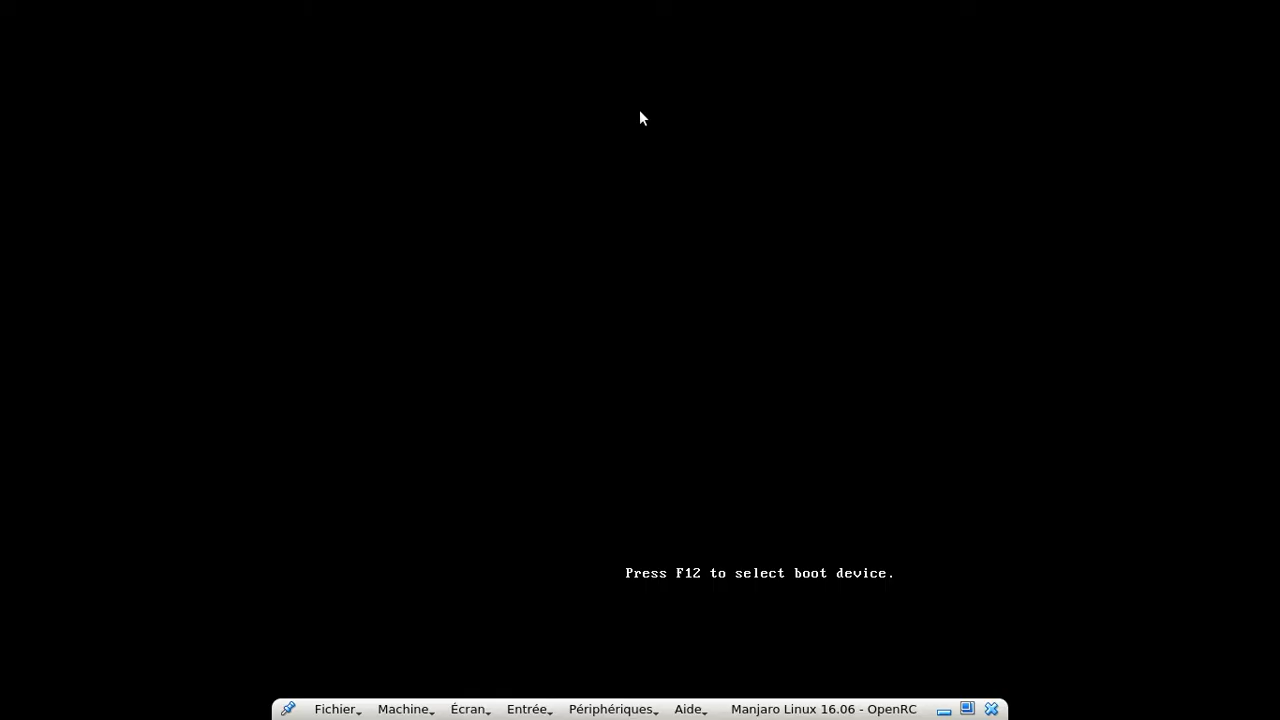 Press F12 to select boot device.
Fichier Machine Écran Entrée Périphériques Aide Manjaro Linux 16.06 - OpenRC